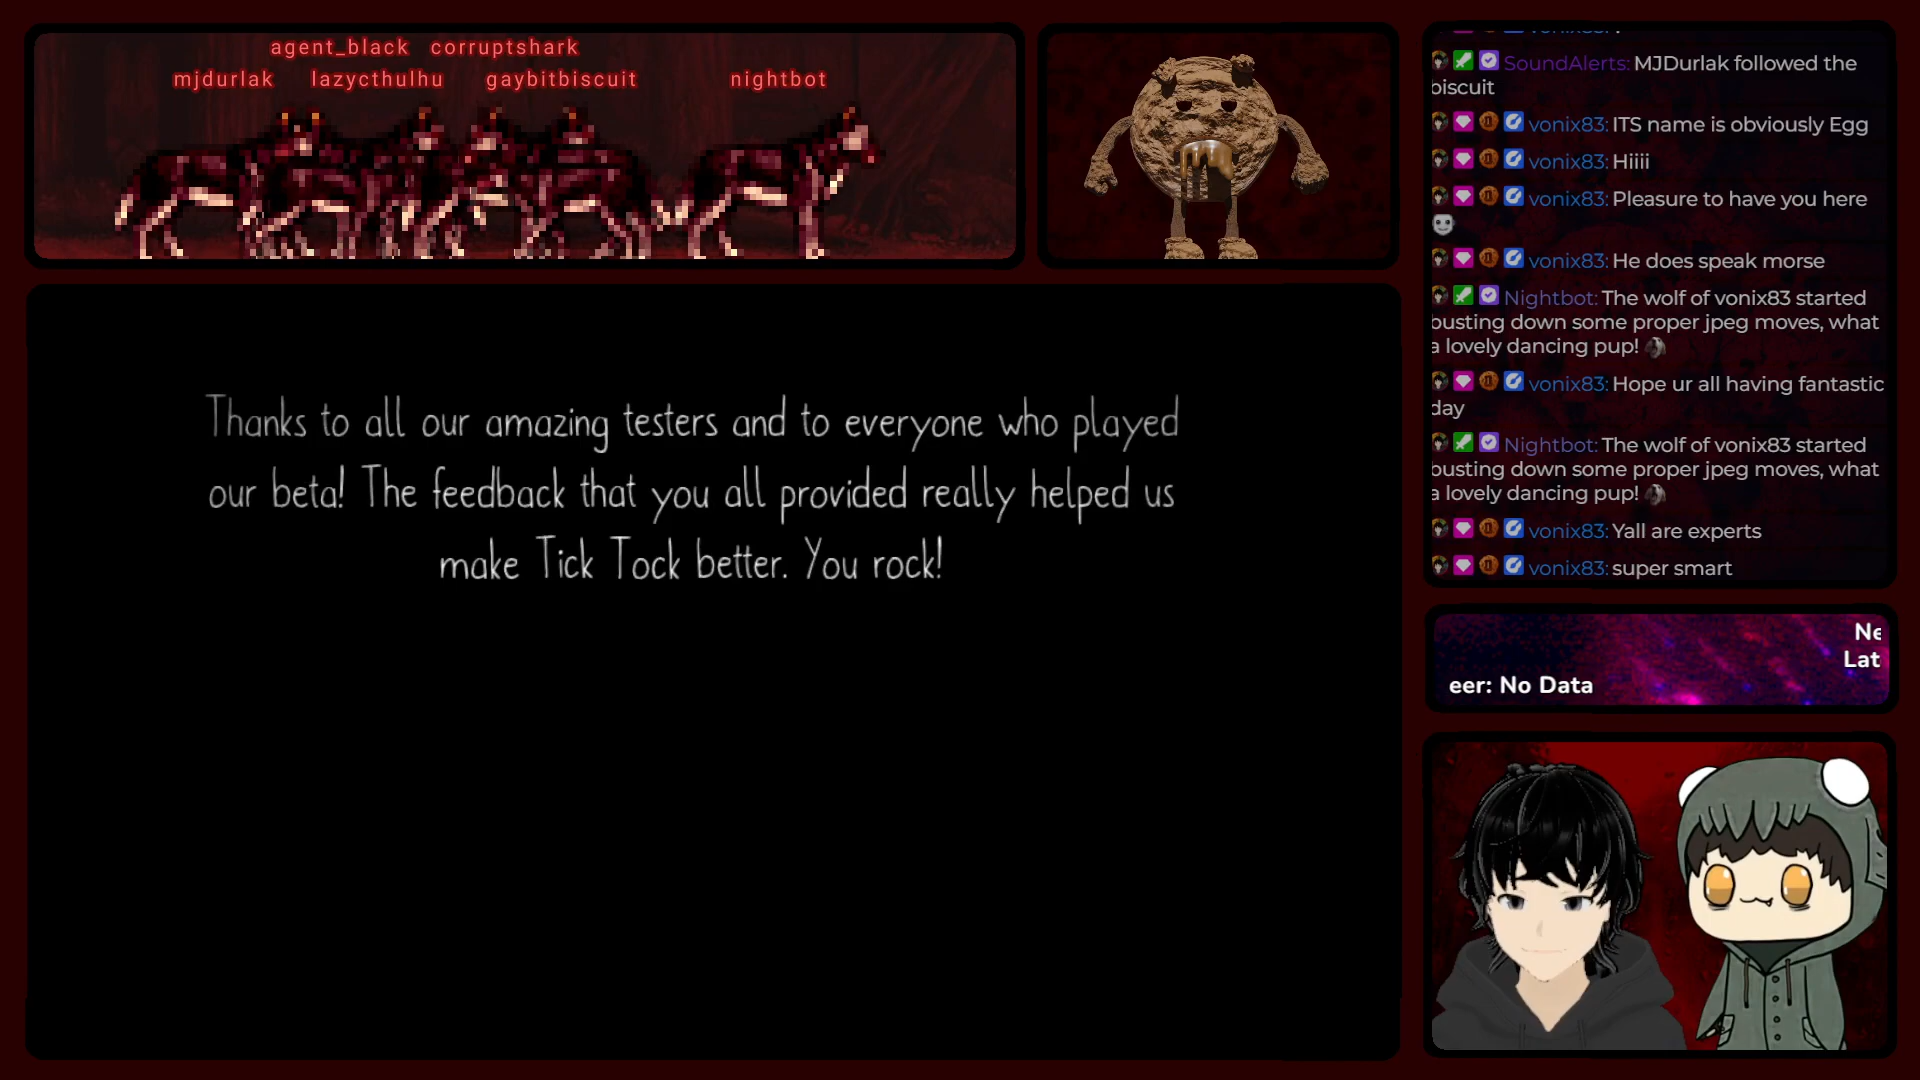 agent_black corruptshark
mjdurlak lazycthulhu gaybitbiscuit nightbot
Thanks to all our amazing testers and to everyone who played
our beta! The feedback that you all provided really helped us
make Tick Tock better. You rock!
SoundAlerts: MJDurlak followed the
biscuit
vonix83: ITS name is obviously Egg
vonix83: Hiiii
vonix83: Pleasure to have you here
vonix83: He does speak morse
Nightbot: The wolf of vonix83 started
busting down some proper jpeg moves, what
a lovely dancing pup!
vonix83: Hope ur all having fantastic
day
Nightbot: The wolf of vonix83 started
busting down some proper jpeg moves, what
a lovely dancing pup!
vonix83: Yall are experts
vonix83: super smart
Ne
Lat
eer: No Data